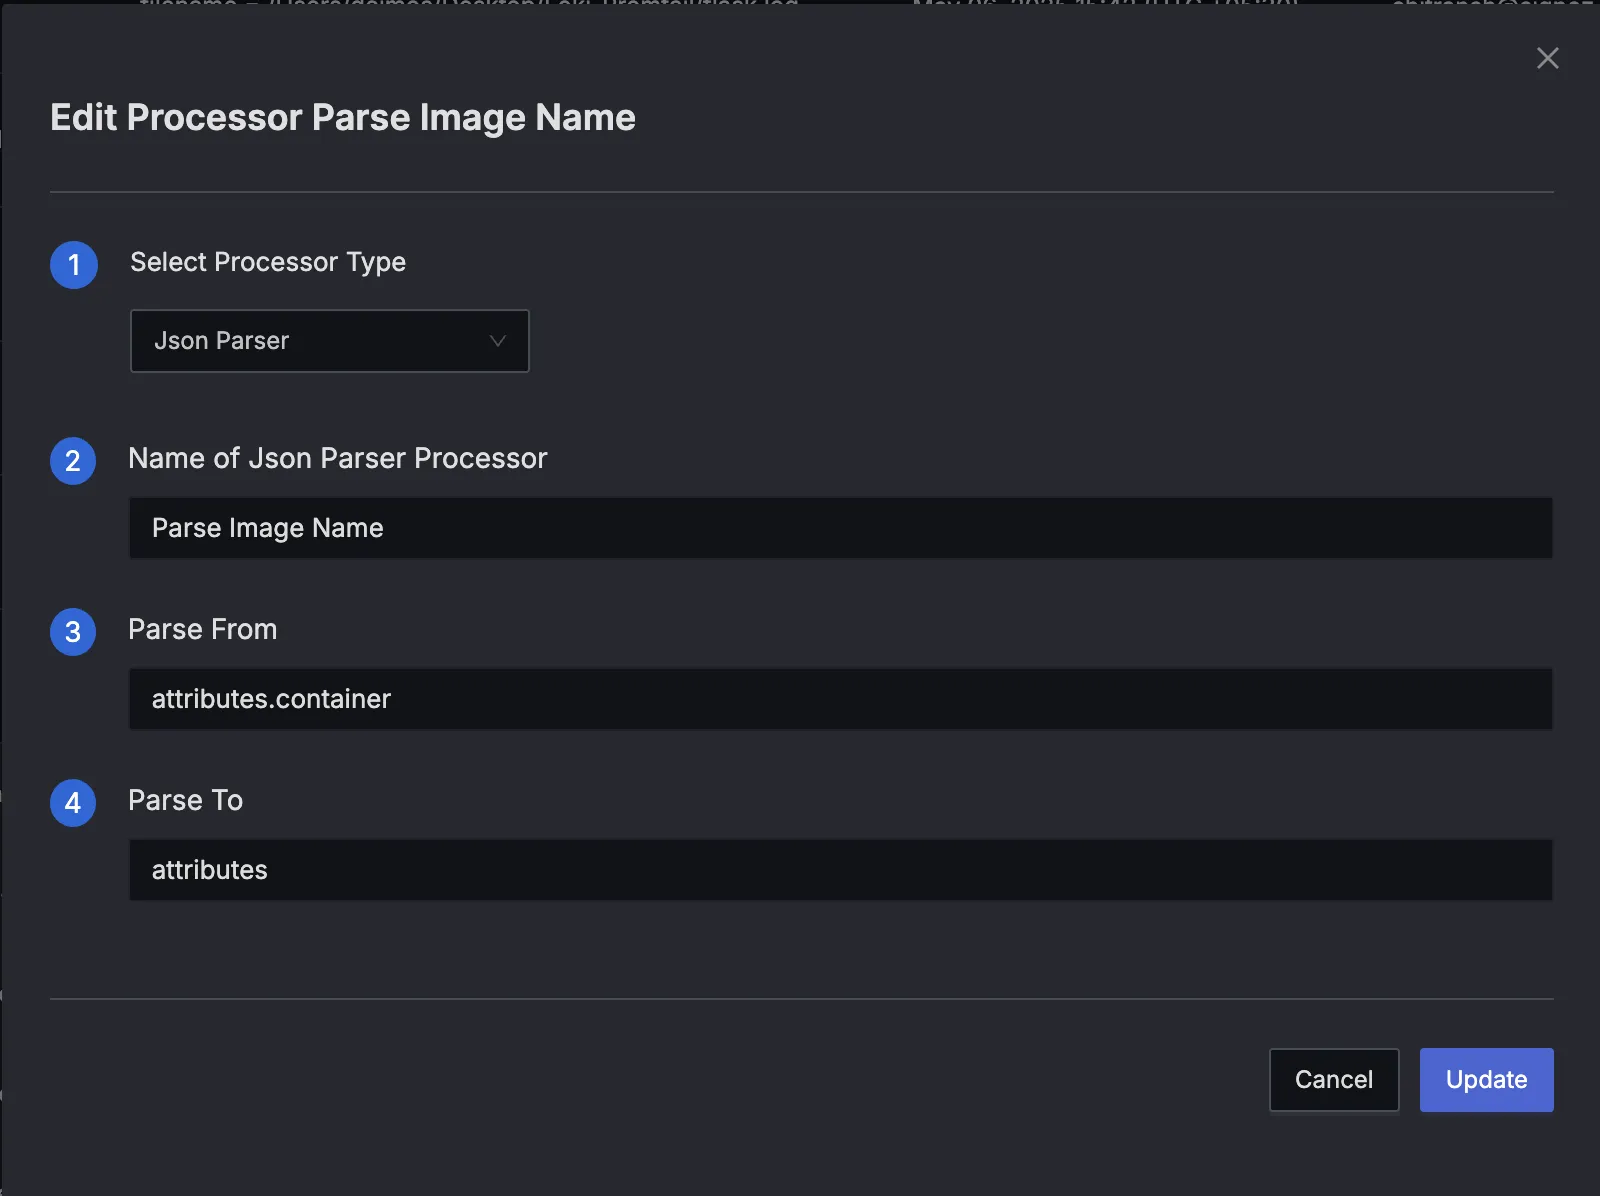 Edit Processor Parse Image Name
1 Select Processor Type
Json Parser
2 Name of Json Parser Processor
Parse Image Name
3 Parse From
attributes.container
4 Parse To
attributes
Cancel Update